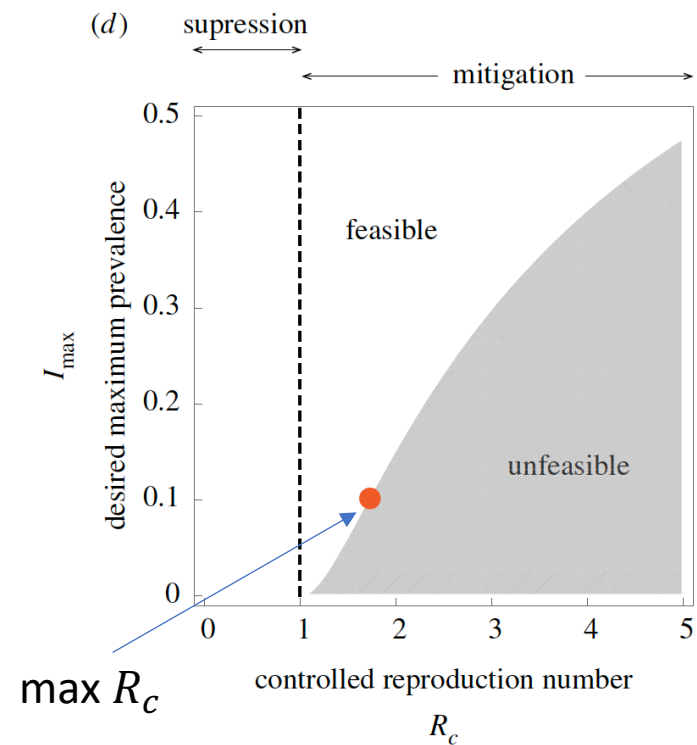 (d)
supression
mitigation
0.5
0.4
0.3
0.2
0.1
0
I_max
desired maximum prevalence
feasible
unfeasible
0 1 2 3 4 5
max R_c
controlled reproduction number
R_c